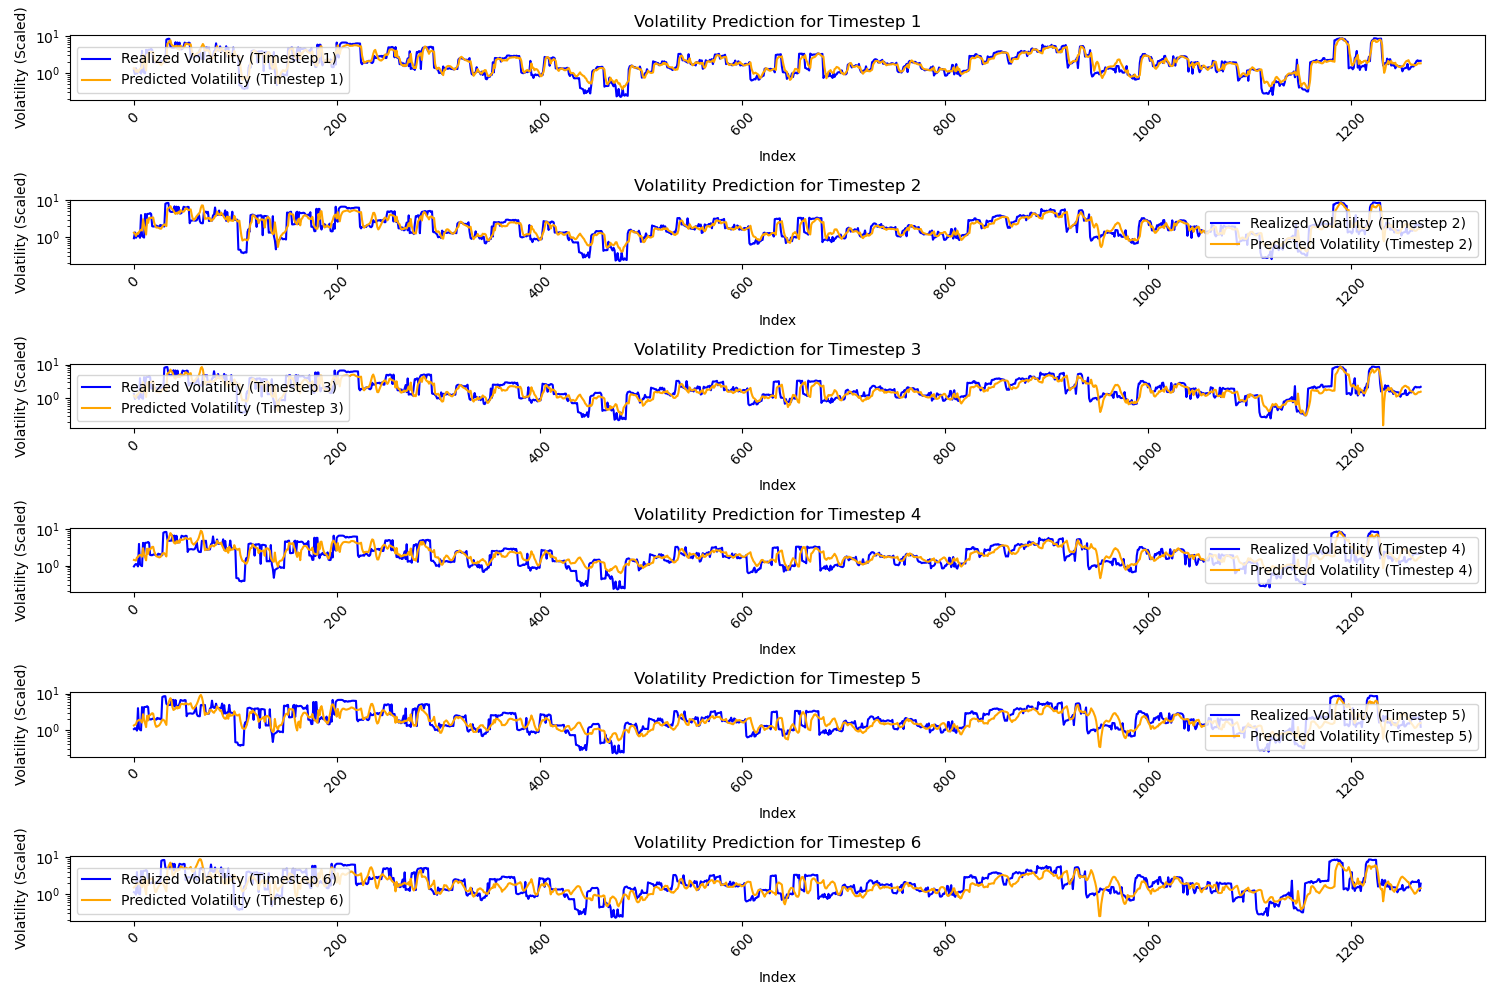 Volatility Prediction for Timestep 1
Volatility (Scaled)
10¹
10⁰
Realized Volatility (Timestep 1)
Predicted Volatility (Timestep 1)
0 200 400 600 800 1000 1200
Index
Volatility Prediction for Timestep 2
Volatility (Scaled)
10¹
10⁰
Realized Volatility (Timestep 2)
Predicted Volatility (Timestep 2)
0 200 400 600 800 1000 1200
Index
Volatility Prediction for Timestep 3
Volatility (Scaled)
10¹
10⁰
Realized Volatility (Timestep 3)
Predicted Volatility (Timestep 3)
0 200 400 600 800 1000 1200
Index
Volatility Prediction for Timestep 4
Volatility (Scaled)
10¹
10⁰
Realized Volatility (Timestep 4)
Predicted Volatility (Timestep 4)
0 200 400 600 800 1000 1200
Index
Volatility Prediction for Timestep 5
Volatility (Scaled)
10¹
10⁰
Realized Volatility (Timestep 5)
Predicted Volatility (Timestep 5)
0 200 400 600 800 1000 1200
Index
Volatility Prediction for Timestep 6
Volatility (Scaled)
10¹
10⁰
Realized Volatility (Timestep 6)
Predicted Volatility (Timestep 6)
0 200 400 600 800 1000 1200
Index